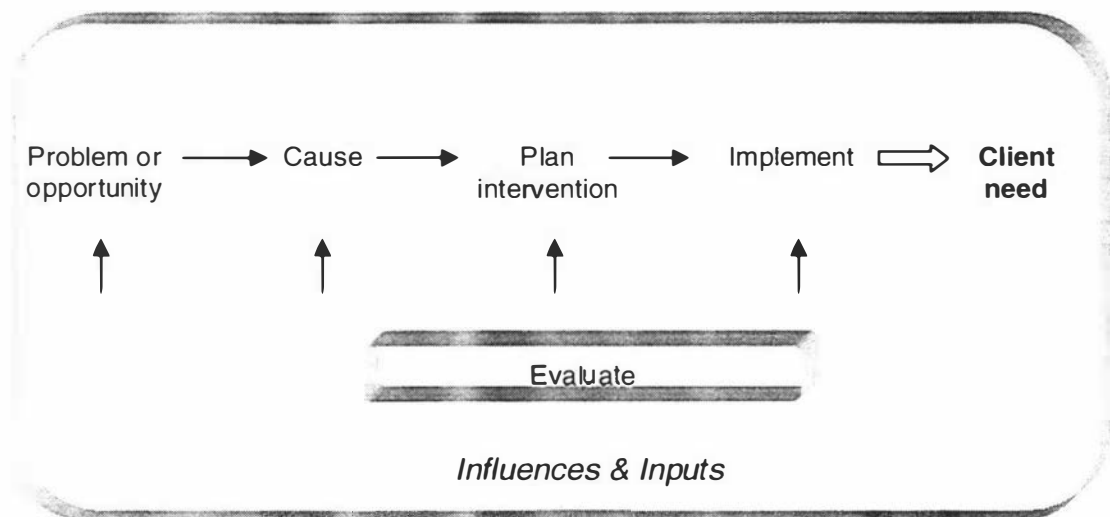 Problem or
opportunity
Cause
Plan
intervention
Implement
Client
need
Evaluate
Influences & Inputs